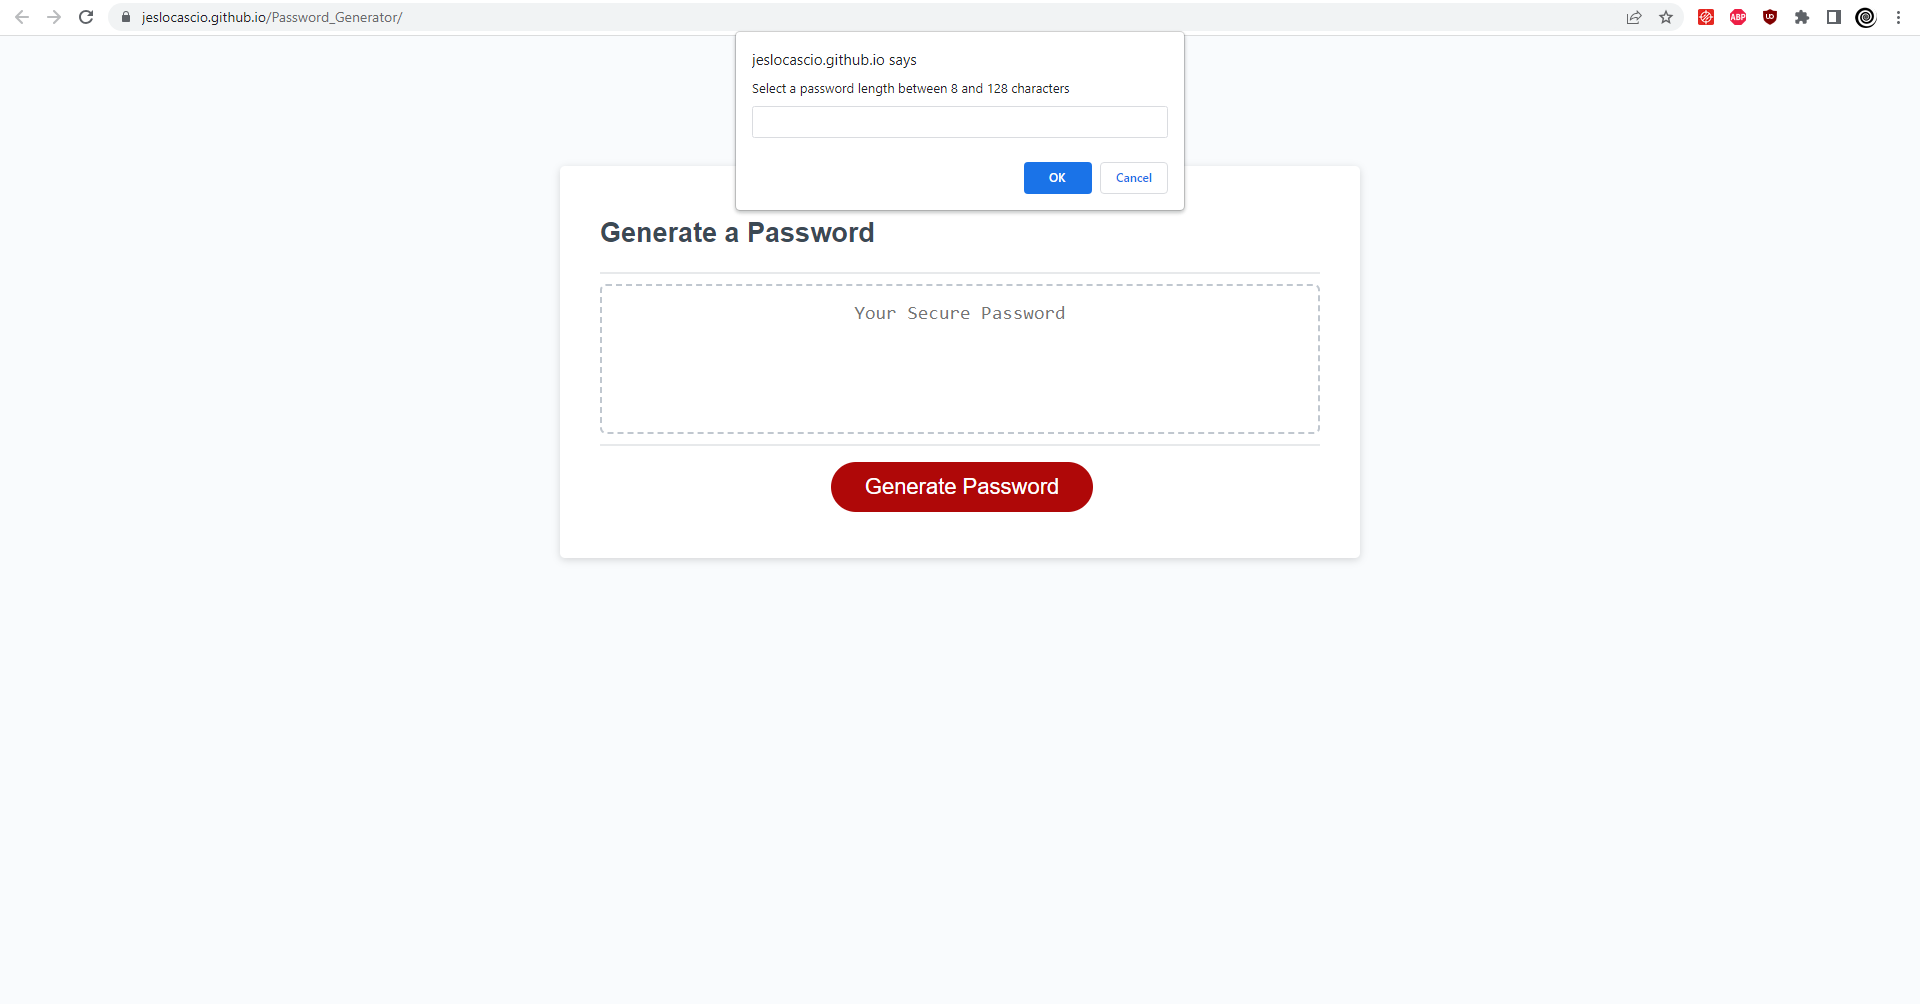 jeslocascio.github.io/Password_Generator/
ABP
jeslocascio.github.io says
Select a password length between 8 and 128 characters
OK
Cancel
Generate a Password
Your Secure Password
Generate Password